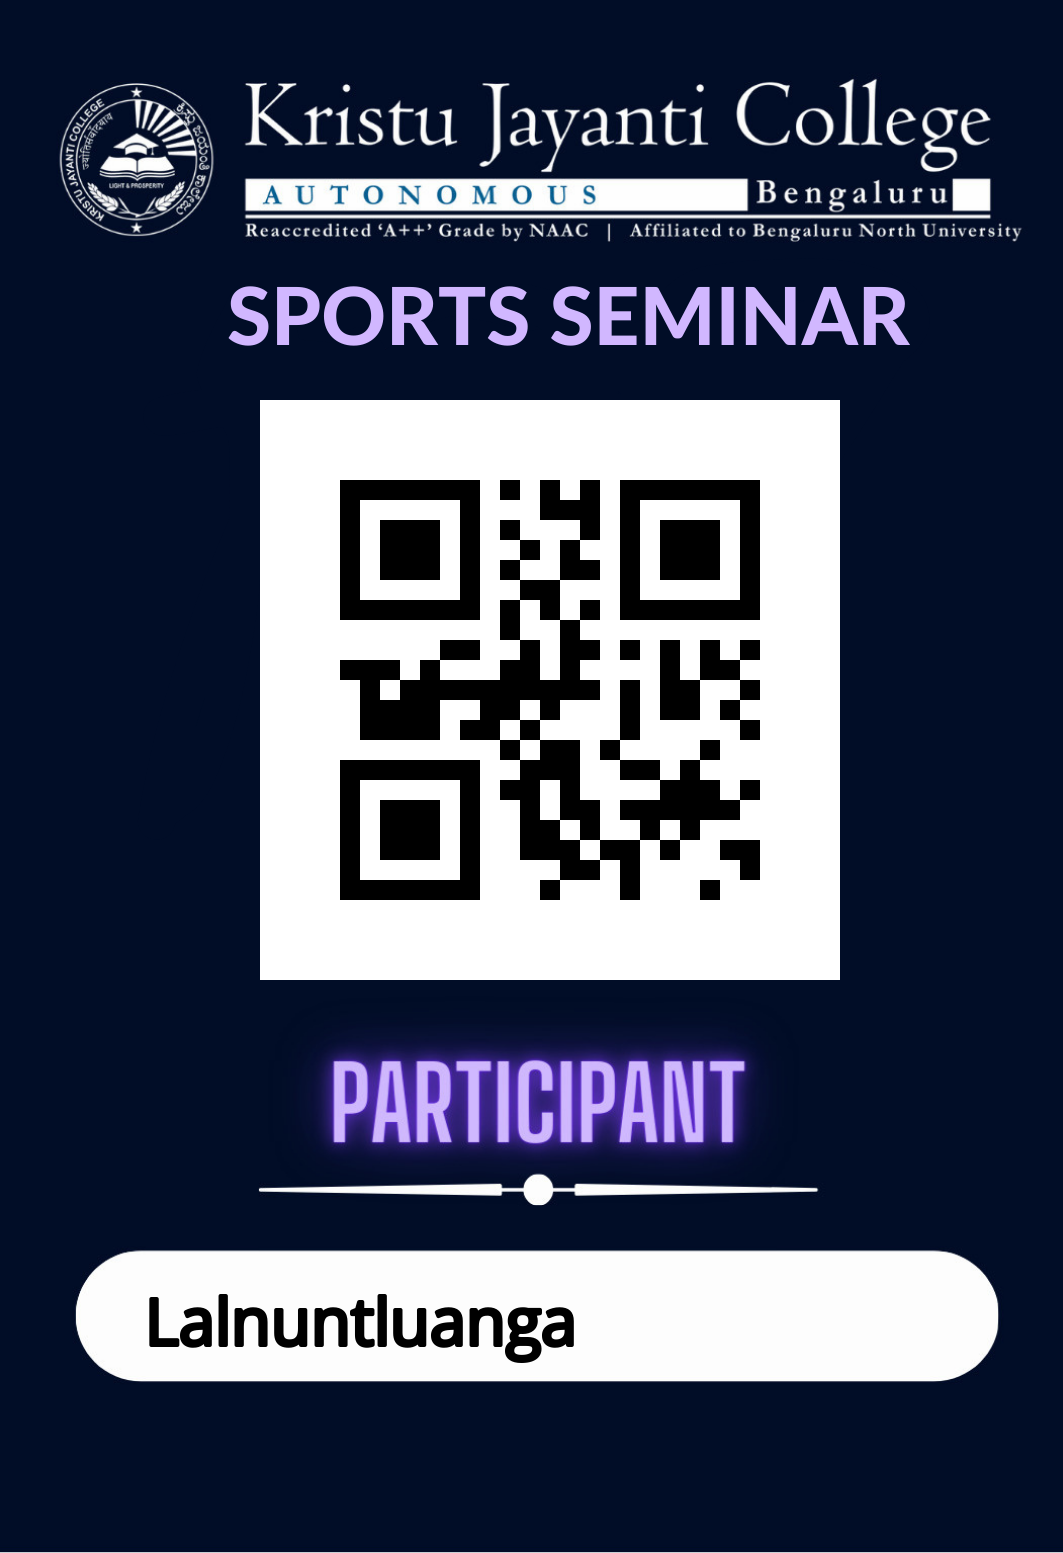 KRISTU JAYANTI COLLEGE
LIGHT & PROSPERITY
Kristu Jayanti College
AUTONOMOUS Bengaluru
Reaccredited ‘A++’ Grade by NAAC | Affiliated to Bengaluru North University
SPORTS SEMINAR
PARTICIPANT
Lalnuntluanga